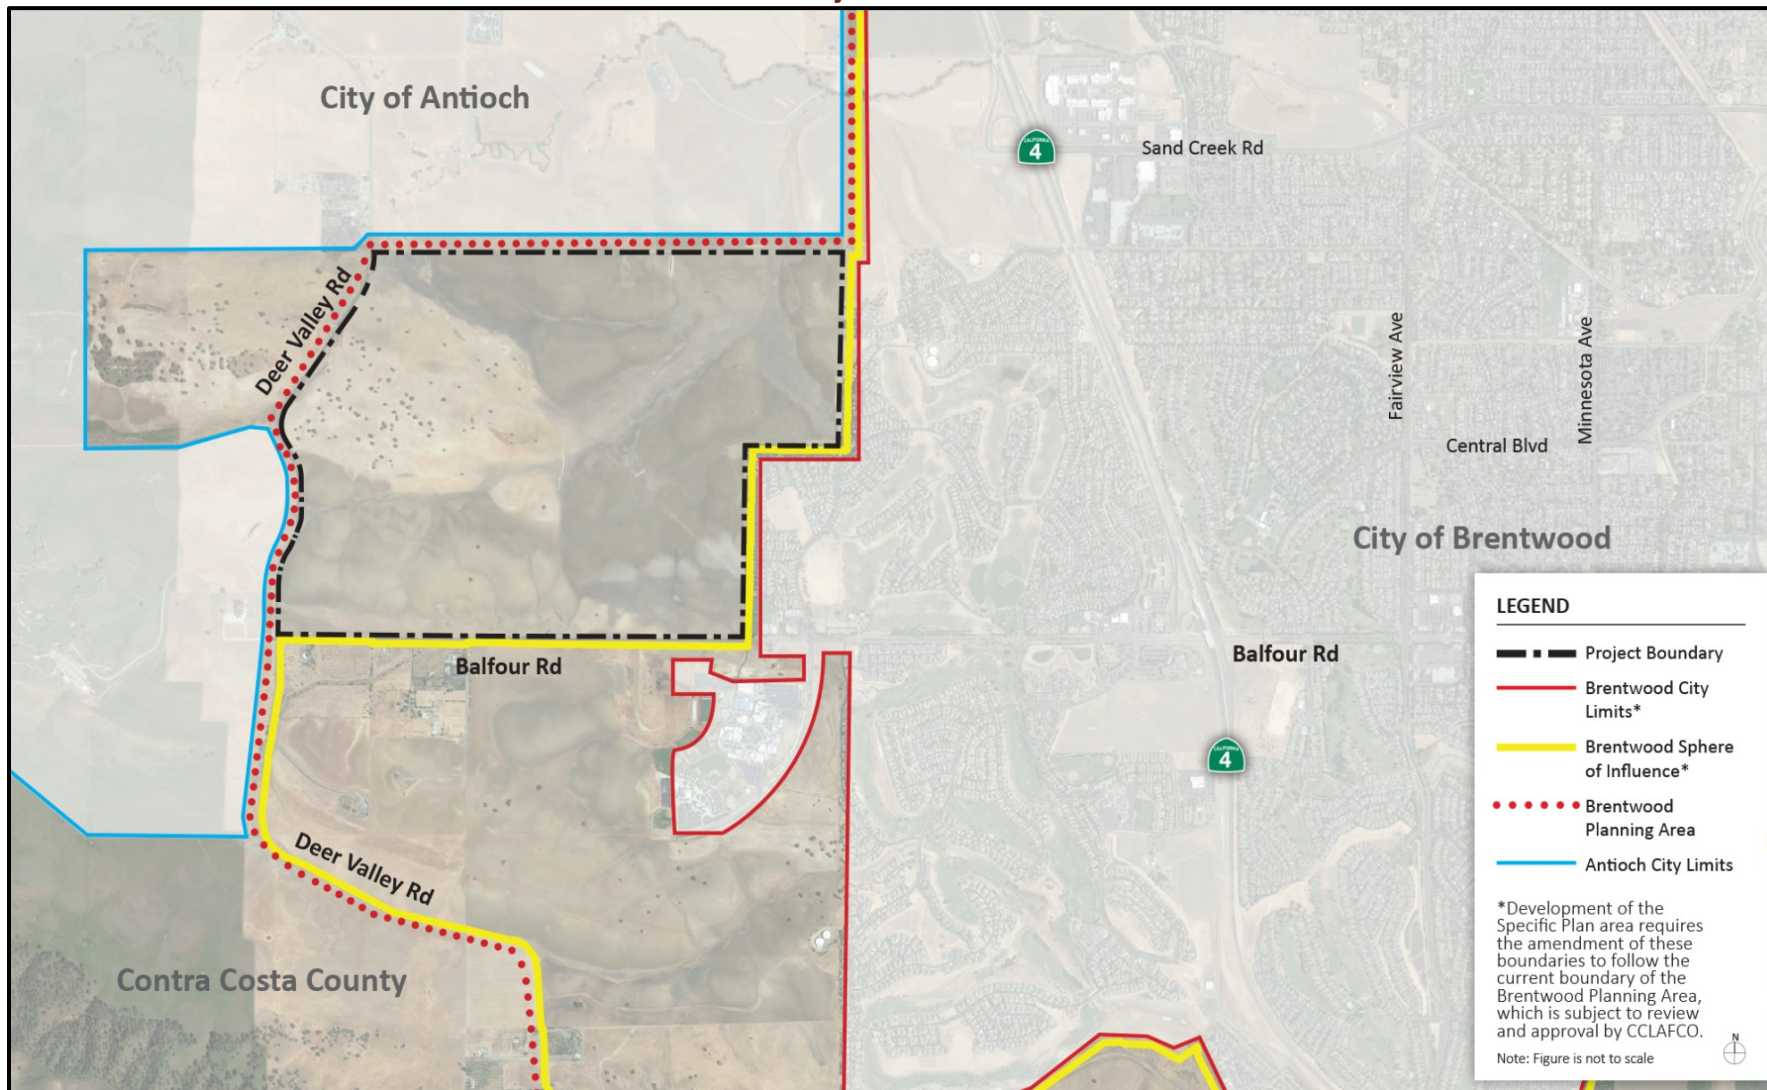 City of Antioch
CALIFORNIA
4
Sand Creek Rd
Deer Valley Rd
Fairview Ave
Minnesota Ave
Central Blvd
City of Brentwood
Balfour Rd
Balfour Rd
CALIFORNIA
4
Deer Valley Rd
Contra Costa County
LEGEND
Project Boundary
Brentwood City
Limits*
Brentwood Sphere
of Influence*
Brentwood
Planning Area
Antioch City Limits
*Development of the
Specific Plan area requires
the amendment of these
boundaries to follow the
current boundary of the
Brentwood Planning Area,
which is subject to review
and approval by CCLAFCO.
Note: Figure is not to scale
N